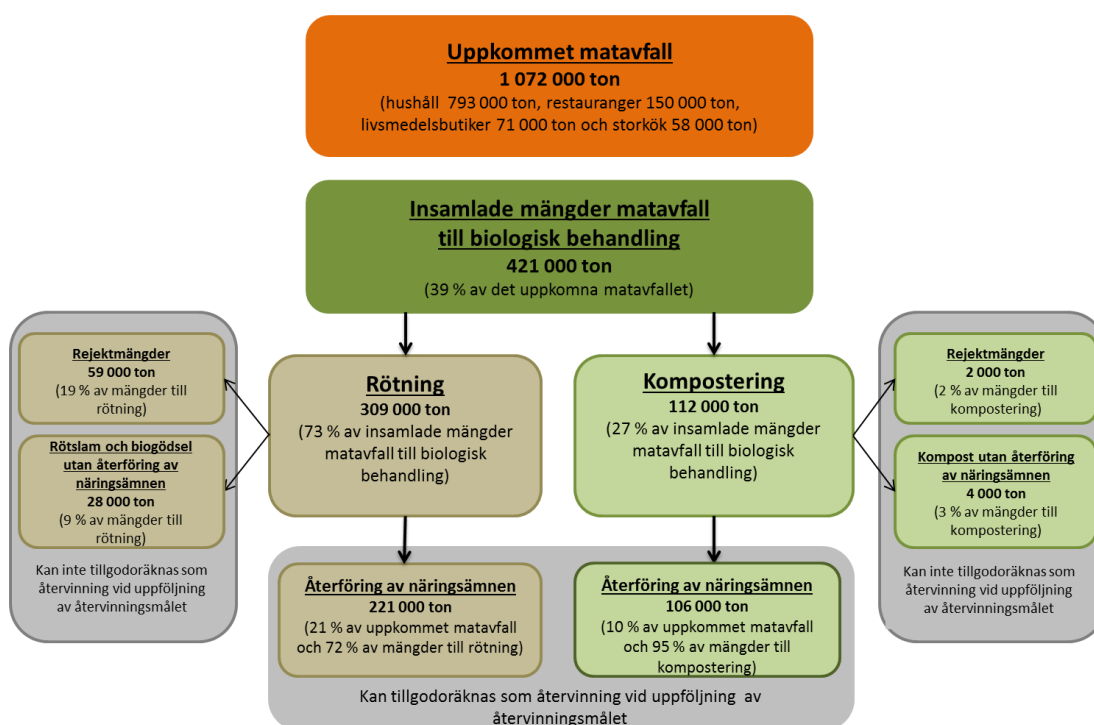 Uppkommet matavfall
1 072 000 ton
(hushåll 793 000 ton, restauranger 150 000 ton,
livsmedelsbutiker 71 000 ton och storkök 58 000 ton)
Insamlade mängder matavfall
till biologisk behandling
421 000 ton
(39 % av det uppkomna matavfallet)
Rejektmängder
59 000 ton
(19 % av mängder till
rötning)
Rötslam och biogödsel
utan återföring av
näringsämnen
28 000 ton
(9 % av mängder till
rötning)
Kan inte tillgodoräknas som
återvinning vid uppföljning
av återvinningsmålet
Rötning
309 000 ton
(73 % av insamlade mängder
matavfall till biologisk
behandling)
Kompostering
112 000 ton
(27 % av insamlade mängder
matavfall till biologisk
behandling)
Rejektmängder
2 000 ton
(2 % av mängder till
kompostering)
Kompost utan återföring
av näringsämnen
4 000 ton
(3 % av mängder till
kompostering)
Kan inte tillgodoräknas som
återvinning vid uppföljning
av återvinningsmålet
Återföring av näringsämnen
221 000 ton
(21 % av uppkommet matavfall
och 72 % av mängder till rötning)
Återföring av näringsämnen
106 000 ton
(10 % av uppkommet matavfall
och 95 % av mängder till
kompostering)
Kan tillgodoräknas som återvinning vid uppföljning av
återvinningsmålet